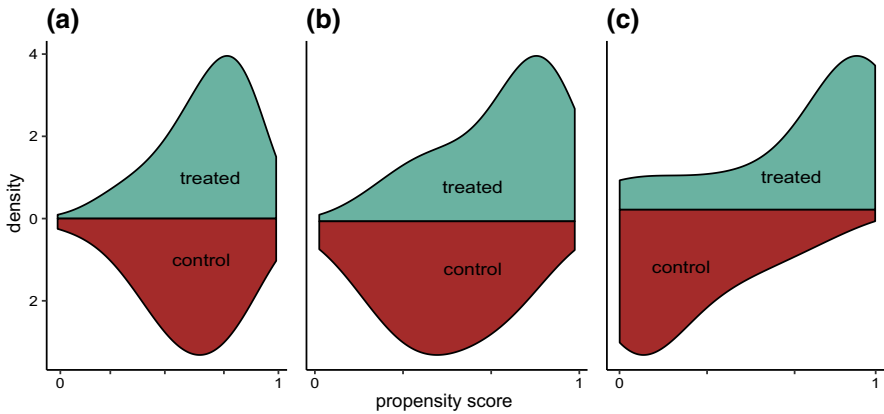 (a)
(b)
(c)
4
2
0
2
density
treated
control
treated
control
treated
control
0
1
0
1
0
1
propensity score